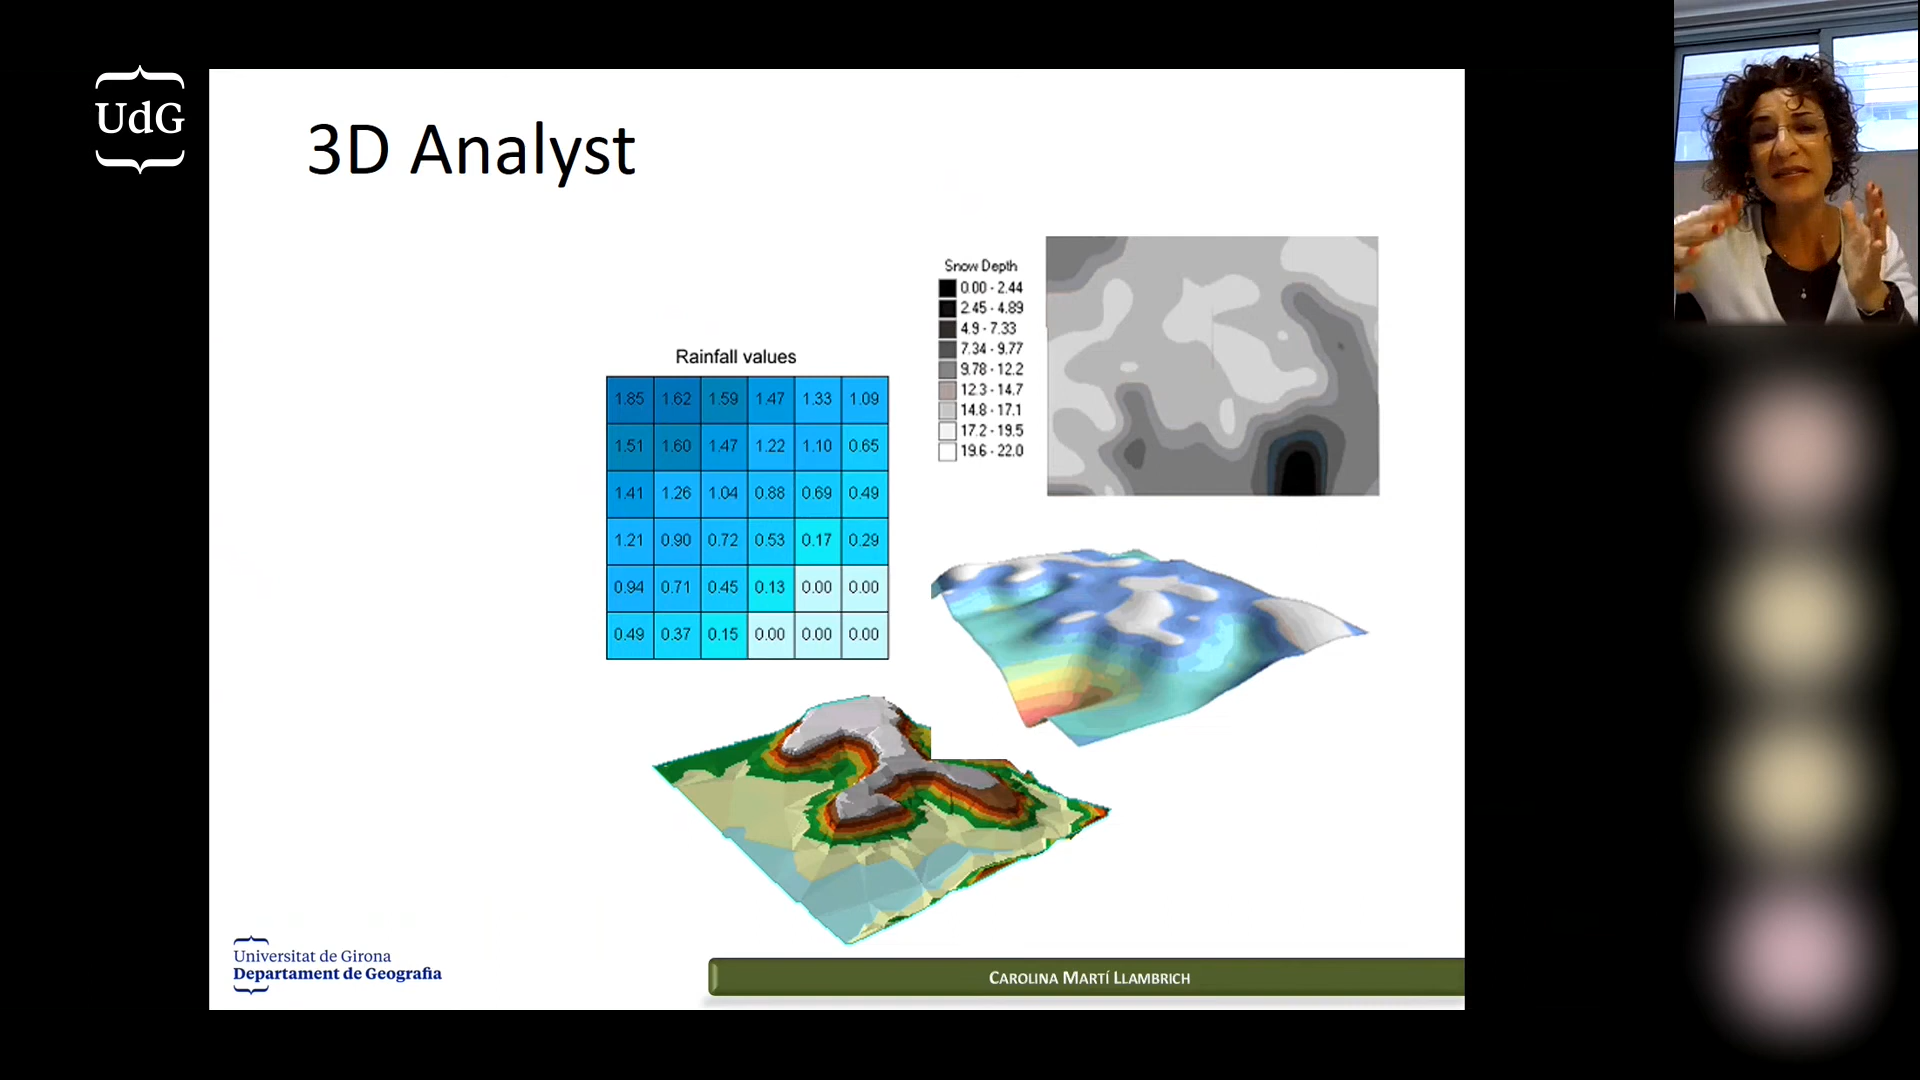 UdG
3D Analyst
Snow Depth
0.00 - 2.44
2.45 - 4.89
4.9 - 7.33
7.34 - 9.77
9.78 - 12.2
12.3 - 14.7
14.8 - 17.1
17.2 - 19.5
19.6 - 22.0
Rainfall values
1.85 1.62 1.59 1.47 1.33 1.09
1.51 1.60 1.47 1.22 1.10 0.65
1.41 1.26 1.04 0.88 0.69 0.49
1.21 0.90 0.72 0.53 0.17 0.29
0.94 0.71 0.45 0.13 0.00 0.00
0.49 0.37 0.15 0.00 0.00 0.00
Universitat de Girona
Departament de Geografia
CAROLINA MARTÍ LLAMBRICH